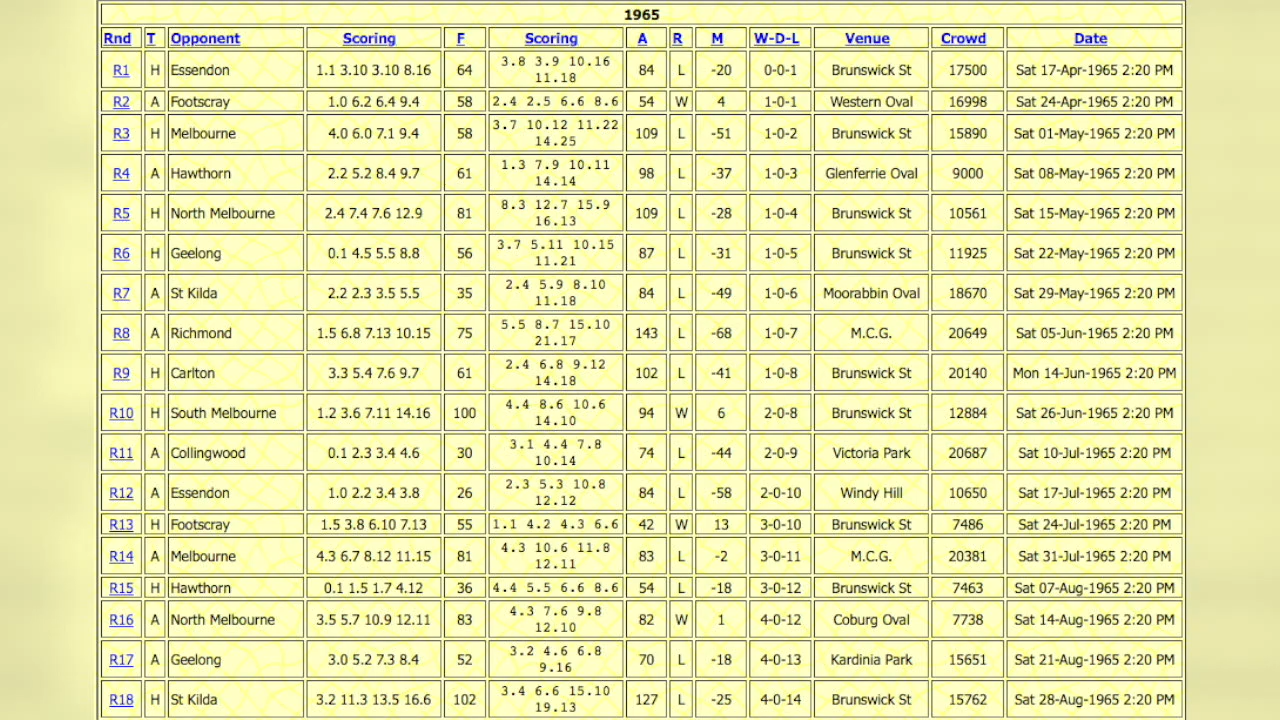 1965
Rnd T Opponent Scoring F Scoring A R M W-D-L Venue Crowd Date
R1 H Essendon 1.1 3.10 3.10 8.16 64 3.8 3.9 10.16 11.18 84 L -20 0-0-1 Brunswick St 17500 Sat 17-Apr-1965 2:20 PM
R2 A Footscray 1.0 6.2 6.4 9.4 58 2.4 2.5 6.6 8.6 54 W 4 1-0-1 Western Oval 16998 Sat 24-Apr-1965 2:20 PM
R3 H Melbourne 4.0 6.0 7.1 9.4 58 3.7 10.12 11.22 14.25 109 L -51 1-0-2 Brunswick St 15890 Sat 01-May-1965 2:20 PM
R4 A Hawthorn 2.2 5.2 8.4 9.7 61 1.3 7.9 10.11 14.14 98 L -37 1-0-3 Glenferrie Oval 9000 Sat 08-May-1965 2:20 PM
R5 H North Melbourne 2.4 7.4 7.6 12.9 81 8.3 12.7 15.9 16.13 109 L -28 1-0-4 Brunswick St 10561 Sat 15-May-1965 2:20 PM
R6 H Geelong 0.1 4.5 5.5 8.8 56 3.7 5.11 10.15 11.21 87 L -31 1-0-5 Brunswick St 11925 Sat 22-May-1965 2:20 PM
R7 A St Kilda 2.2 2.3 3.5 5.5 35 2.4 5.9 8.10 11.18 84 L -49 1-0-6 Moorabbin Oval 18670 Sat 29-May-1965 2:20 PM
R8 A Richmond 1.5 6.8 7.13 10.15 75 5.5 8.7 15.10 21.17 143 L -68 1-0-7 M.C.G. 20649 Sat 05-Jun-1965 2:20 PM
R9 H Carlton 3.3 5.4 7.6 9.7 61 2.4 6.8 9.12 14.18 102 L -41 1-0-8 Brunswick St 20140 Mon 14-Jun-1965 2:20 PM
R10 H South Melbourne 1.2 3.6 7.11 14.16 100 4.4 8.6 10.6 14.10 94 W 6 2-0-8 Brunswick St 12884 Sat 26-Jun-1965 2:20 PM
R11 A Collingwood 0.1 2.3 3.4 4.6 30 3.1 4.4 7.8 10.14 74 L -44 2-0-9 Victoria Park 20687 Sat 10-Jul-1965 2:20 PM
R12 A Essendon 1.0 2.2 3.4 3.8 26 2.3 5.3 10.8 12.12 84 L -58 2-0-10 Windy Hill 10650 Sat 17-Jul-1965 2:20 PM
R13 H Footscray 1.5 3.8 6.10 7.13 55 1.1 4.2 4.3 6.6 42 W 13 3-0-10 Brunswick St 7486 Sat 24-Jul-1965 2:20 PM
R14 A Melbourne 4.3 6.7 8.12 11.15 81 4.3 10.6 11.8 12.11 83 L -2 3-0-11 M.C.G. 20381 Sat 31-Jul-1965 2:20 PM
R15 H Hawthorn 0.1 1.5 1.7 4.12 36 4.4 5.5 6.6 8.6 54 L -18 3-0-12 Brunswick St 7463 Sat 07-Aug-1965 2:20 PM
R16 A North Melbourne 3.5 5.7 10.9 12.11 83 4.3 7.6 9.8 12.10 82 W 1 4-0-12 Coburg Oval 7738 Sat 14-Aug-1965 2:20 PM
R17 A Geelong 3.0 5.2 7.3 8.4 52 3.2 4.6 6.8 9.16 70 L -18 4-0-13 Kardinia Park 15651 Sat 21-Aug-1965 2:20 PM
R18 H St Kilda 3.2 11.3 13.5 16.6 102 3.4 6.6 15.10 19.13 127 L -25 4-0-14 Brunswick St 15762 Sat 28-Aug-1965 2:20 PM